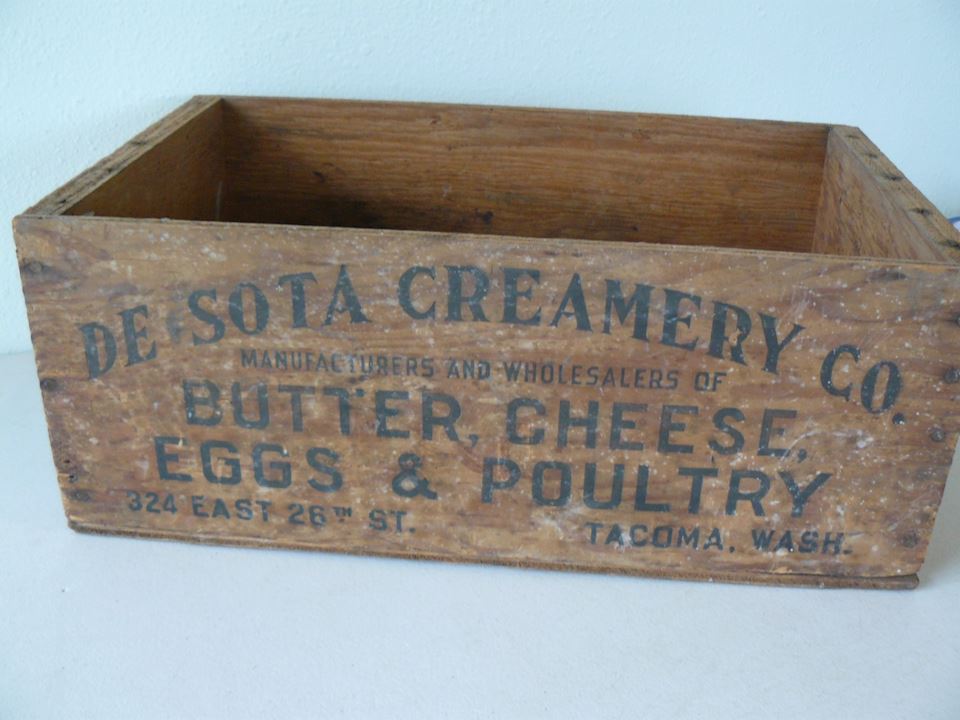 DE SOTA CREAMERY CO.
MANUFACTURERS AND WHOLESALERS OF
BUTTER, CHEESE,
EGGS & POULTRY
324 EAST 26TH ST. TACOMA, WASH.